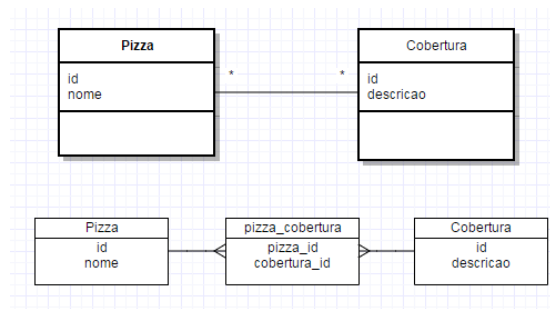 Pizza
id
nome
*
*
Cobertura
id
descricao
Pizza
id
nome
pizza_cobertura
pizza_id
cobertura_id
Cobertura
id
descricao